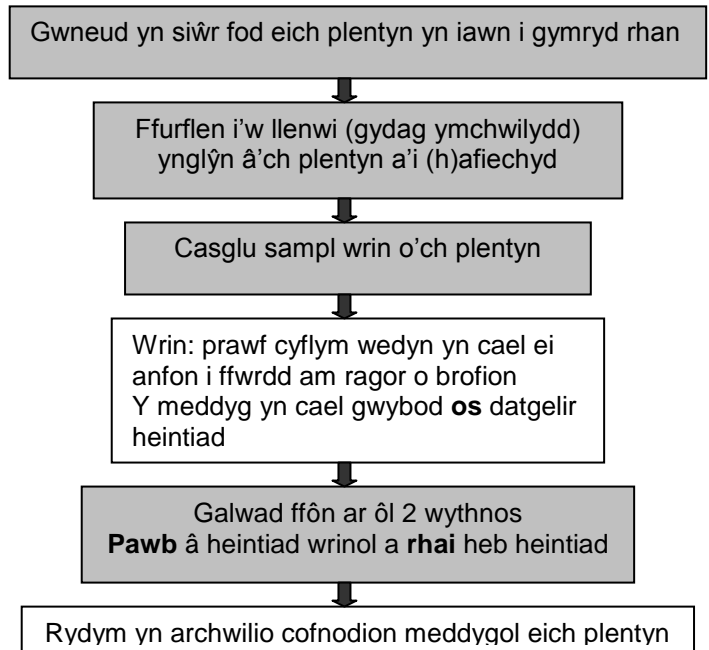 Gwneud yn siŵr fod eich plentyn yn iawn i gymryd rhan
Ffurflen i'w llenwi (gydag ymchwilydd)
ynglŷn â'ch plentyn a'i (h)afiechyd
Casglu sampl wrin o'ch plentyn
Wrin: prawf cyflym wedyn yn cael ei
anfon i ffwrdd am ragor o brofion
Y meddyg yn cael gwybod os datgelir
heintiad
Galwad ffôn ar ôl 2 wythnos
Pawb â heintiad wrinol a rhai heb heintiad
Rydym yn archwilio cofnodion meddygol eich plentyn